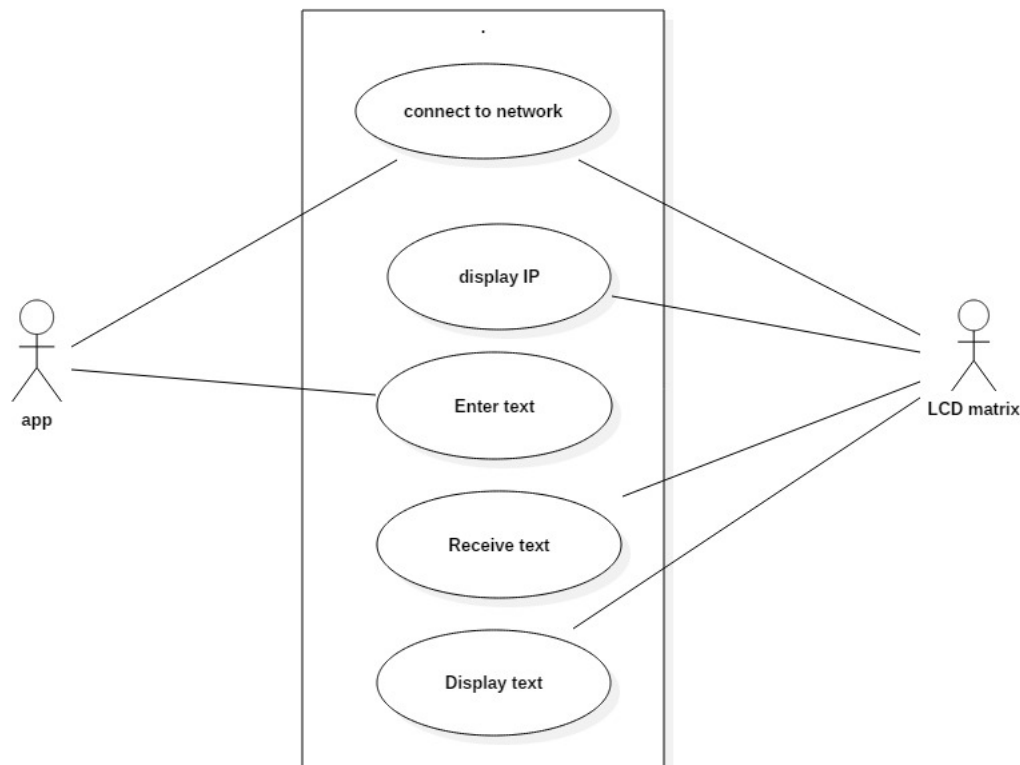 .
connect to network
display IP
Enter text
Receive text
Display text
app
LCD matrix